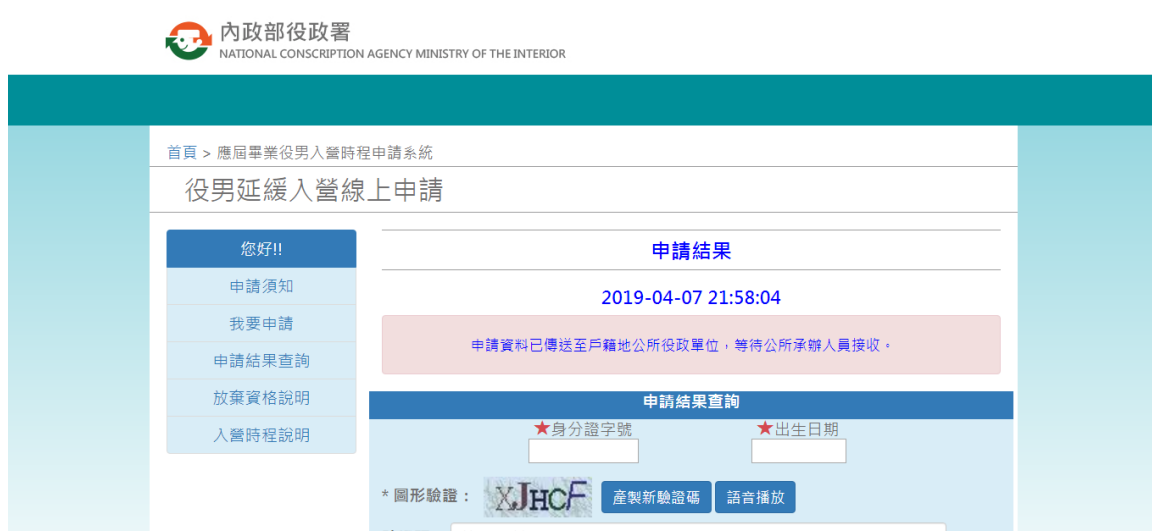 內政部役政署
NATIONAL CONSCRIPTION AGENCY MINISTRY OF THE INTERIOR
首頁 > 應屆畢業役男入營時程申請系統
役男延緩入營線上申請
您好!!
申請須知
我要申請
申請結果查詢
放棄資格說明
入營時程說明
申請結果
2019-04-07 21:58:04
申請資料已傳送至戶籍地公所役政單位，等待公所承辦人員接收。
申請結果查詢
★身分證字號 ★出生日期
* 圖形驗證： XJHCF 產製新驗證碼 語音播放